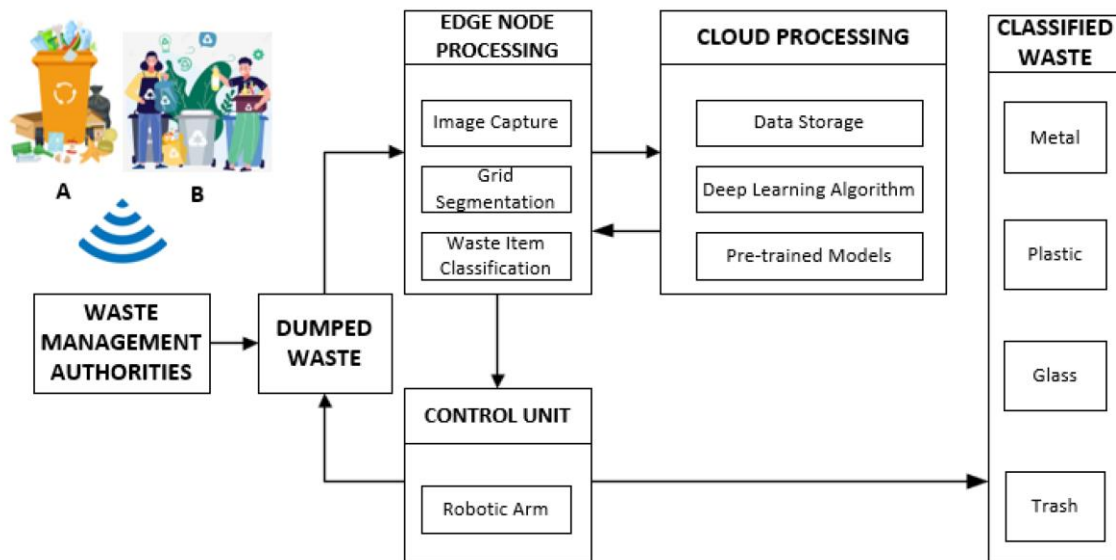 A
B
WASTE
MANAGEMENT
AUTHORITIES
DUMPED
WASTE
EDGE NODE
PROCESSING
Image Capture
Grid
Segmentation
Waste Item
Classification
CLOUD PROCESSING
Data Storage
Deep Learning Algorithm
Pre-trained Models
CONTROL UNIT
Robotic Arm
CLASSIFIED
WASTE
Metal
Plastic
Glass
Trash